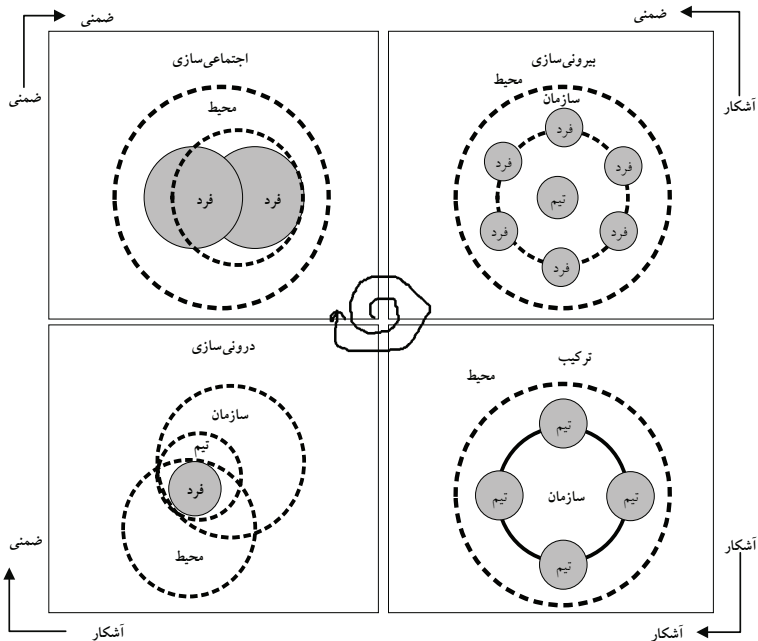 ضمنی
ضمنی
اجتماعی‌سازی
محیط
فرد
فرد
ضمنی
آشکار
بیرونی‌سازی
محیط
سازمان
فرد
فرد
فرد
تیم
فرد
فرد
فرد
درونی‌سازی
سازمان
تیم
فرد
محیط
ضمنی
آشکار
ترکیب
محیط
تیم
تیم
سازمان
تیم
تیم
آشکار
آشکار